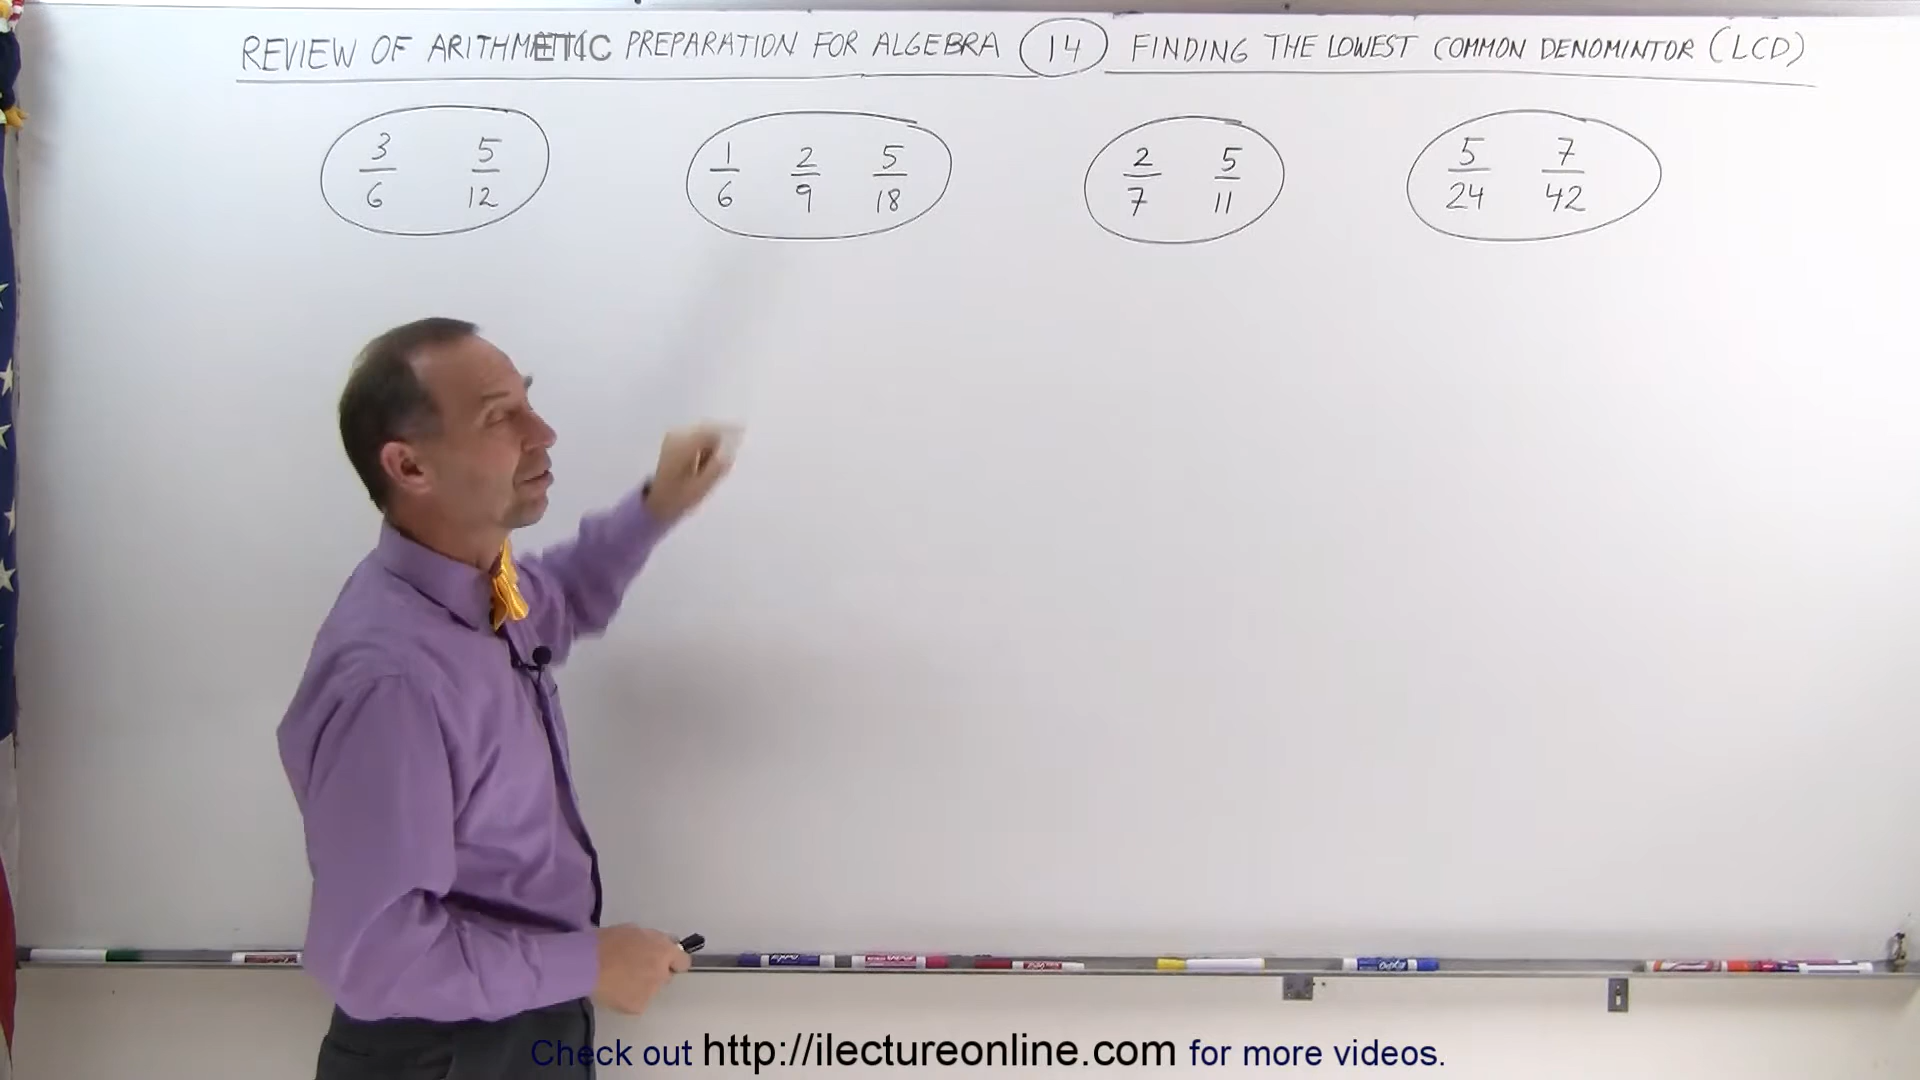 REVIEW OF ARITHMETIC PREPARATION FOR ALGEBRA 14 FINDING THE LOWEST COMMON DENOMINTOR (LCD)
3/6 5/12
1/6 2/9 5/18
2/7 5/11
5/24 7/42
Check out http://ilectureonline.com for more videos.